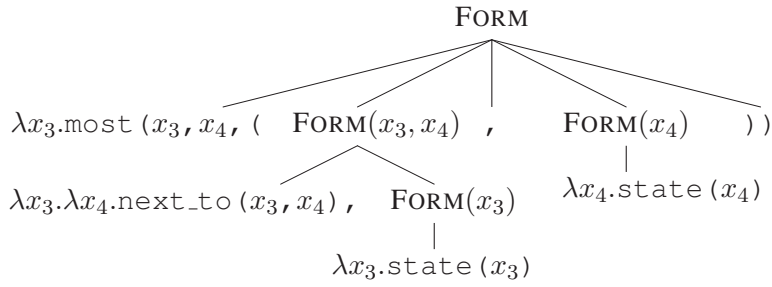 FORM
λx₃.most(x₃,x₄,( FORM(x₃, x₄) , FORM(x₄) ))
λx₃.λx₄.next_to(x₃,x₄), FORM(x₃) λx₄.state(x₄)
λx₃.state(x₃)